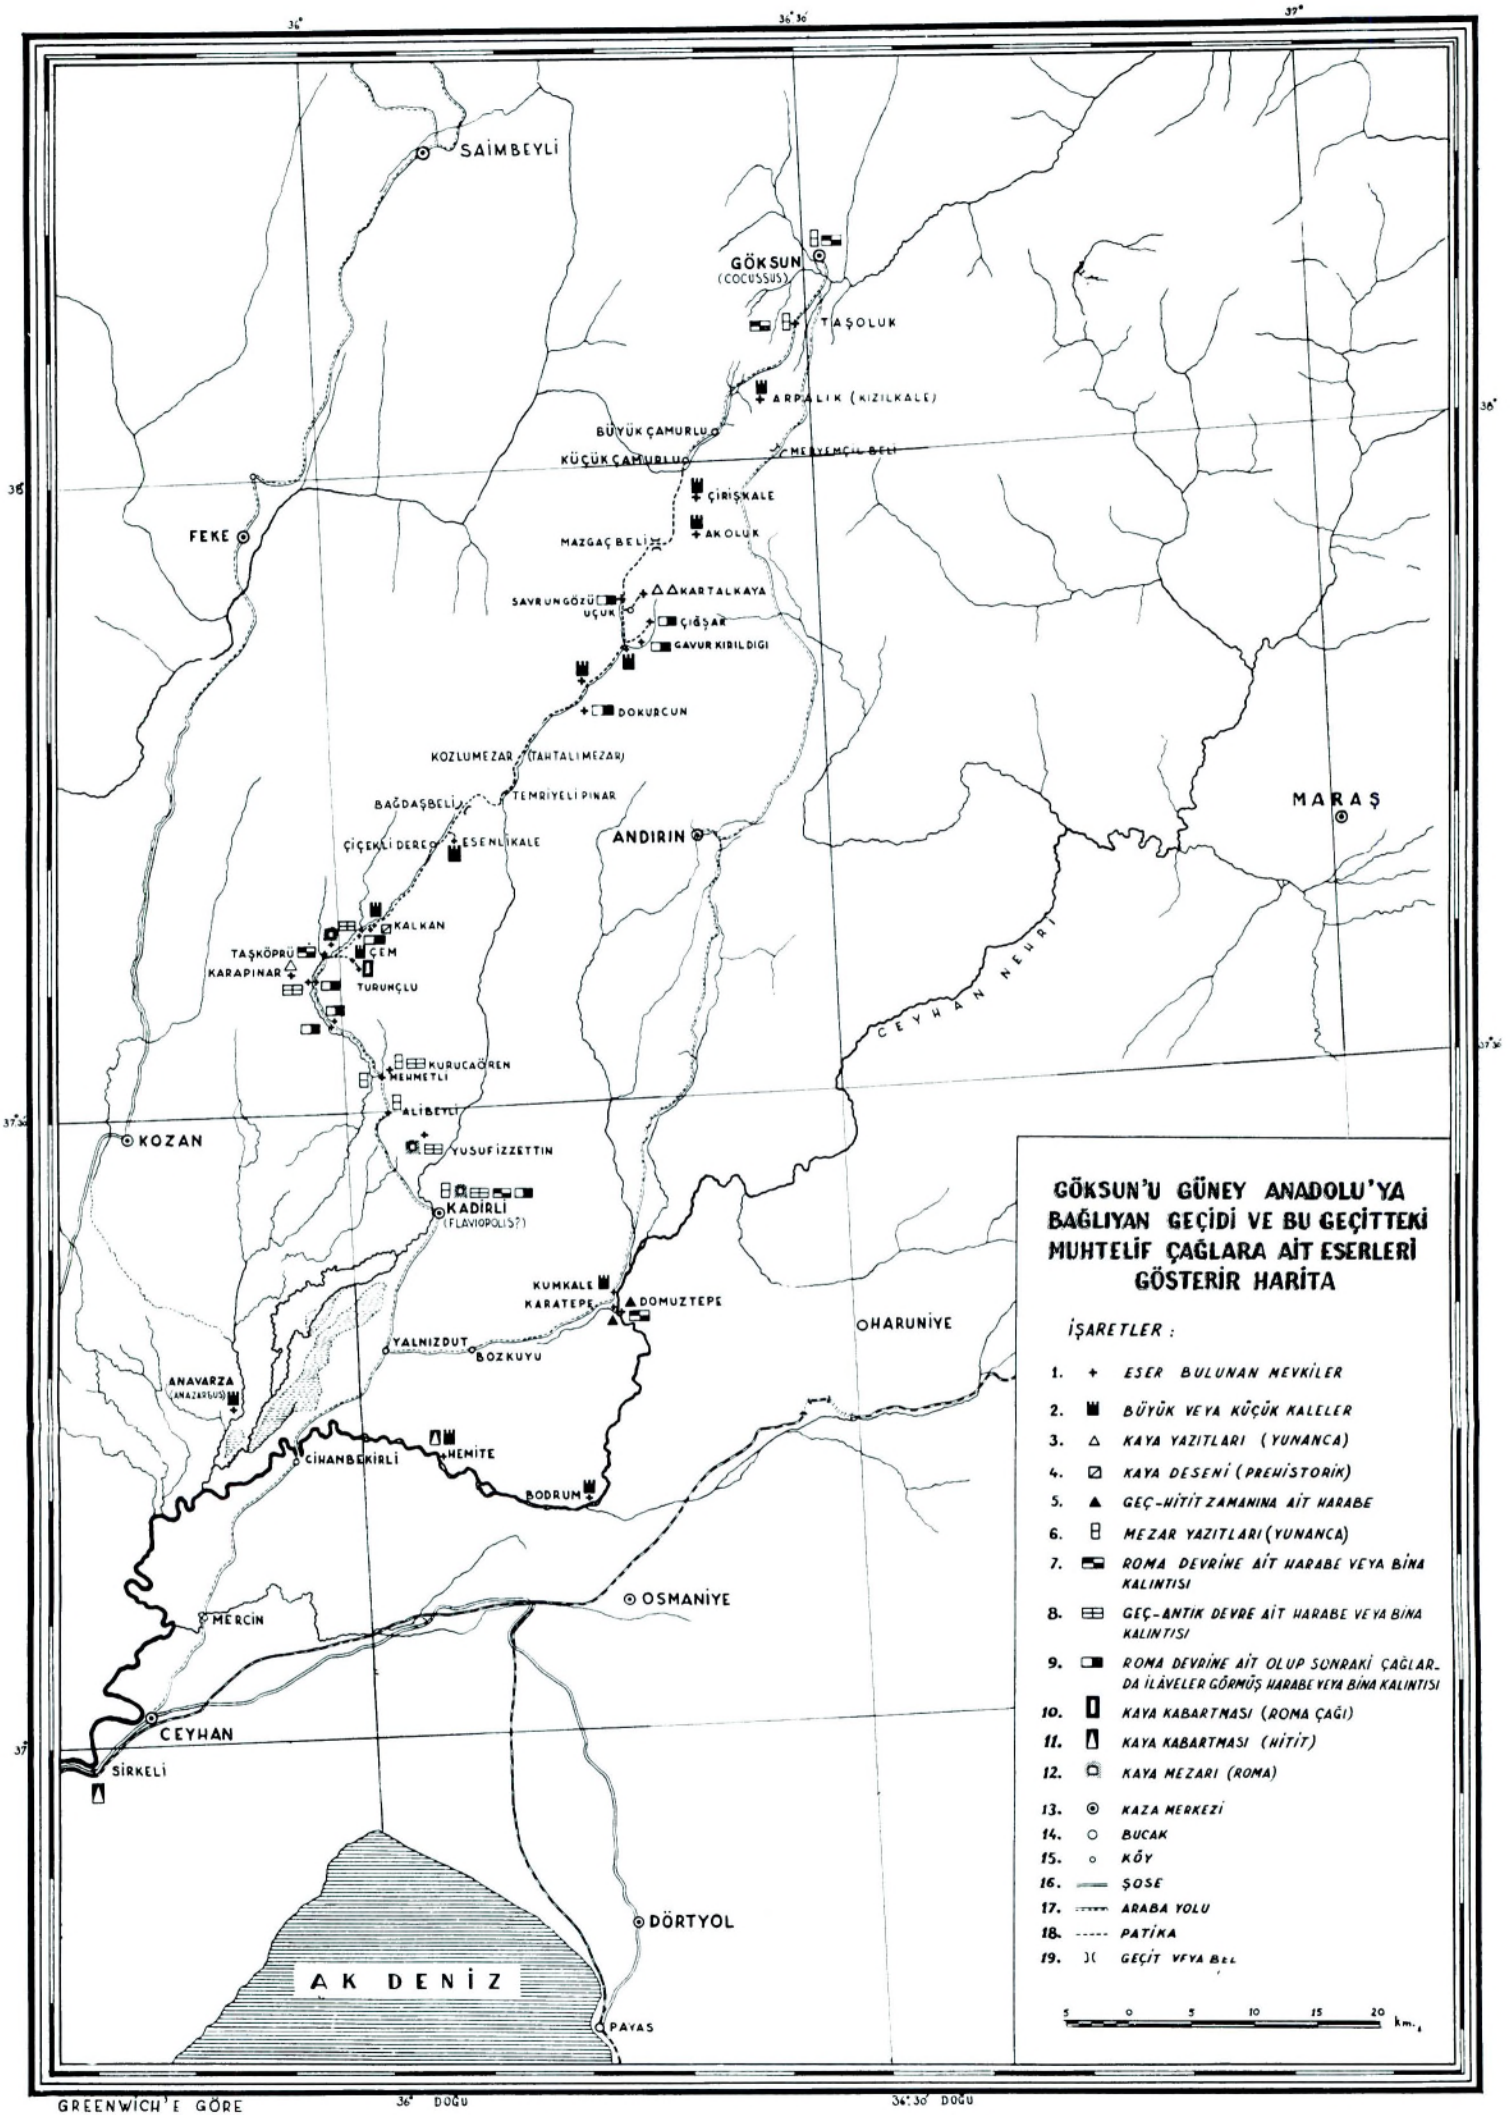 36°
36°30'
37°
SAİMBEYLİ
GÖKSUN
(COCUSSUS)
TAŞOLUK
ARPALIK (KIZILKALE)
38°
BÜYÜK ÇAMURLU
KÜÇÜK ÇAMURLU
MERYEMÇİL BELİ
38°
ÇİRİŞKALE
FEKE
AKOLUK
MAZGAÇ BELİ
KARTALKAYA
SAVRUNGÖZÜ
UÇUK
ÇIĞŞAR
GAVUR KIRILDIĞI
DOKURCUN
KOZLUMEZAR (TAHTALIMEZAR)
BAĞDAŞBELİ
TEMRİYELİ PINAR
MARAŞ
ANDIRIN
ÇİÇEKLİ DERE
ESENLİKALE
KALKAN
TAŞKÖPRÜ
ÇEM
KARAPINAR
TURUNÇLU
CEYHAN NEHRİ
37°30'
KURUCAÖREN
MEHMETLİ
ALİBEYLİ
37°30'
KOZAN
YUSUFİZZETTİN
KADİRLİ
(FLAVIOPOLIS?)
KUMKALE
KARATEPE
DOMUZTEPE
HARUNİYE
YALNIZDUT
BOZKUYU
ANAVARZA
(ANAZARBUS)
CİHANBEKİRLİ
HEMİTE
BODRUM
OSMANİYE
MERCİN
CEYHAN
37°
SİRKELİ
DÖRTYOL
AK DENİZ
PAYAS
GÖKSUN'U GÜNEY ANADOLU'YA
BAĞLIYAN GEÇİDİ VE BU GEÇİTTEKİ
MUHTELİF ÇAĞLARA AİT ESERLERİ
GÖSTERİR HARİTA
İŞARETLER :
1. ESER BULUNAN MEVKİLER
2. BÜYÜK VEYA KÜÇÜK KALELER
3. KAYA YAZITLARI (YUNANCA)
4. KAYA DESENİ (PREHİSTORİK)
5. GEÇ-HİTİT ZAMANINA AİT HARABE
6. MEZAR YAZITLARI (YUNANCA)
7. ROMA DEVRİNE AİT HARABE VEYA BİNA
KALINTISI
8. GEÇ-ANTİK DEVRE AİT HARABE VEYA BİNA
KALINTISI
9. ROMA DEVRİNE AİT OLUP SONRAKİ ÇAĞLAR-
DA İLÂVELER GÖRMÜŞ HARABE VEYA BİNA KALINTISI
10. KAYA KABARTMASI (ROMA ÇAĞI)
11. KAYA KABARTMASI (HİTİT)
12. KAYA MEZARI (ROMA)
13. KAZA MERKEZİ
14. BUCAK
15. KÖY
16. ŞOSE
17. ARABA YOLU
18. PATİKA
19. GEÇİT VEYA BEL
5 0 5 10 15 20 km.
GREENWİCH'E GÖRE
36° DOĞU
36°30' DOĞU